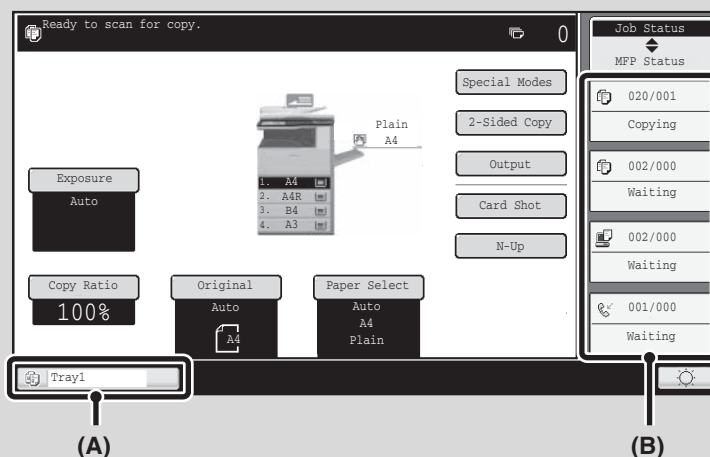 Ready to scan for copy.
0
Job Status
MFP Status
Special Modes
2-Sided Copy
Output
Card Shot
N-Up
Plain
A4
1. A4
2. A4R
3. B4
4. A3
Exposure
Auto
Copy Ratio
100%
Original
Auto
A4
Paper Select
Auto
A4
Plain
020/001
Copying
002/000
Waiting
002/000
Waiting
001/000
Waiting
Tray1
(A)
(B)